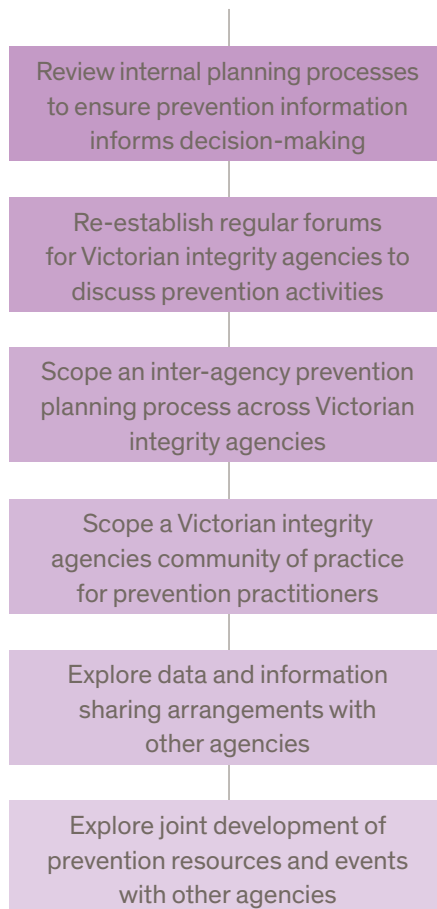 Review internal planning processes
to ensure prevention information
informs decision-making
Re-establish regular forums
for Victorian integrity agencies to
discuss prevention activities
Scope an inter-agency prevention
planning process across Victorian
integrity agencies
Scope a Victorian integrity
agencies community of practice
for prevention practitioners
Explore data and information
sharing arrangements with
other agencies
Explore joint development of
prevention resources and events
with other agencies